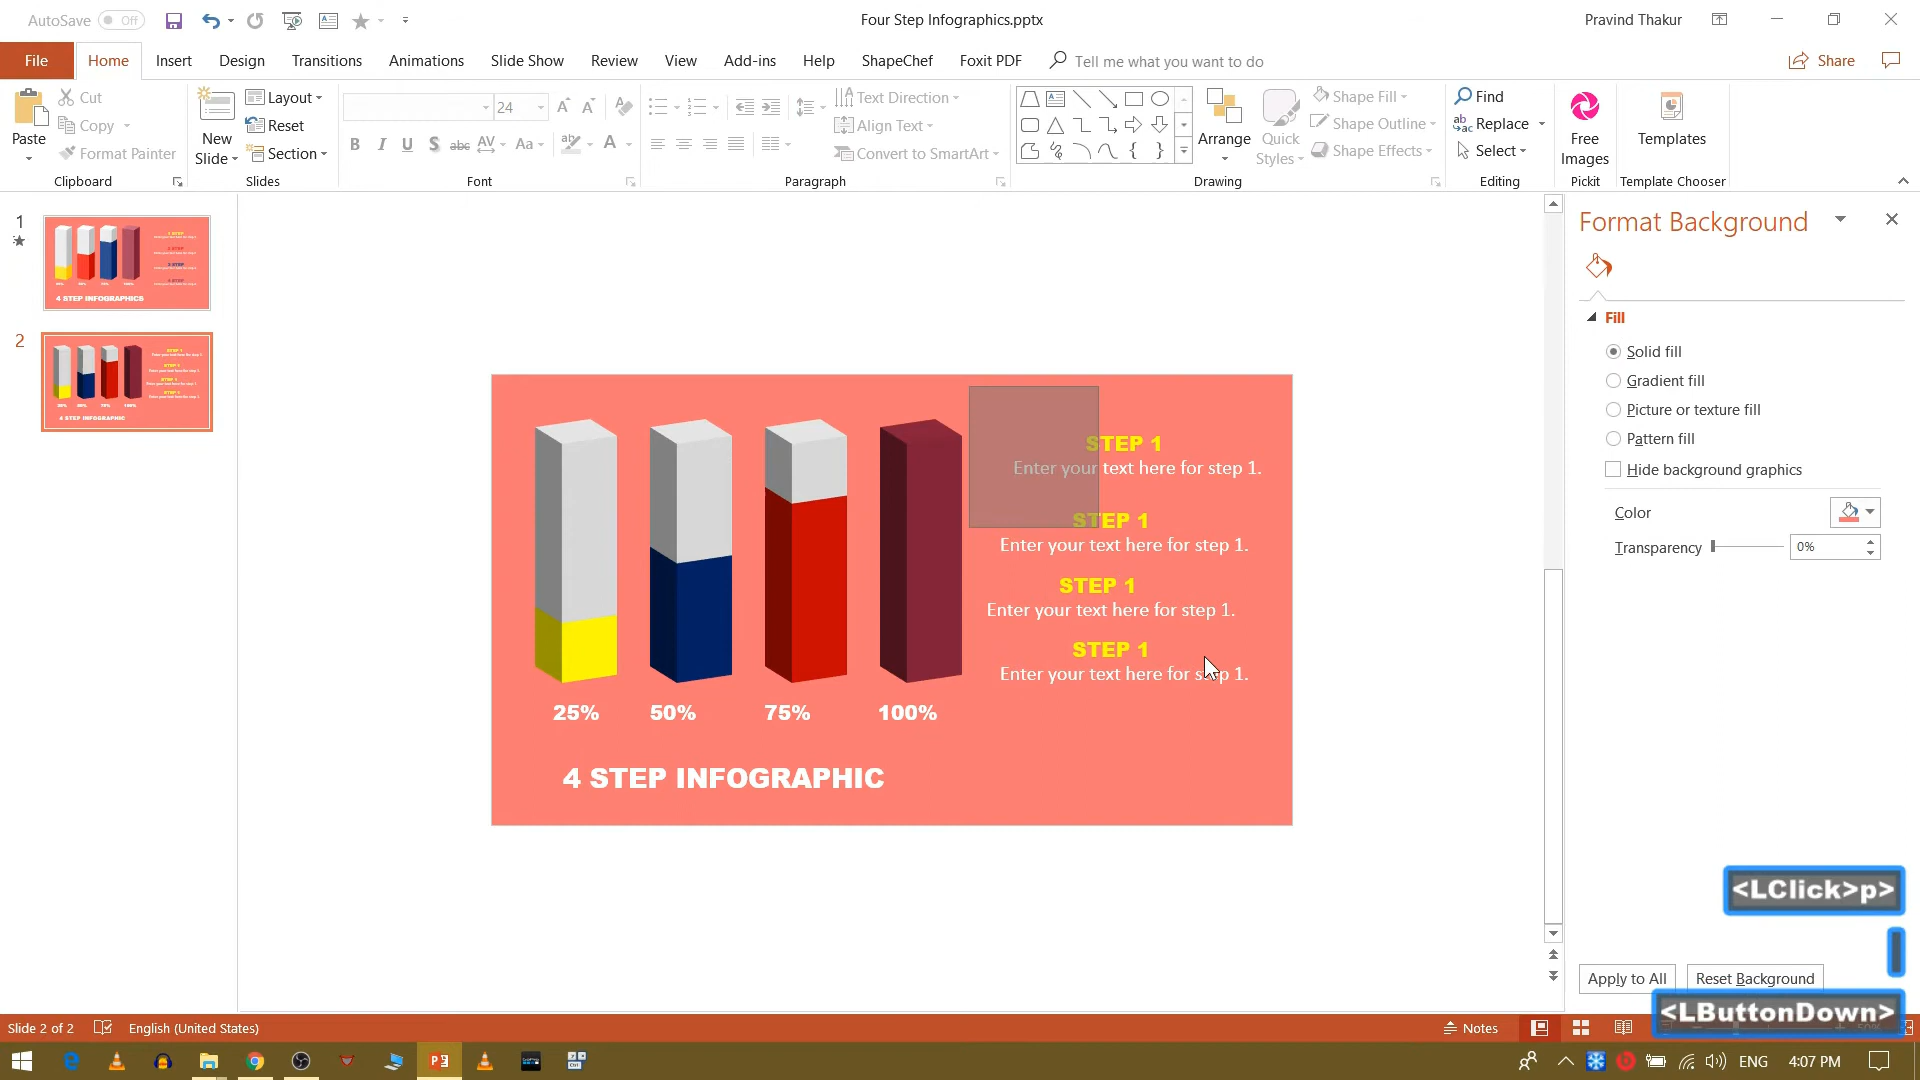 AutoSave Off
Four Step Infographics.pptx
Pravind Thakur
File Home Insert Design Transitions Animations Slide Show Review View Add-ins Help ShapeChef Foxit PDF Tell me what you want to do Share
Paste
Cut
Copy
Format Painter
Clipboard
New Slide
Layout
Reset
Section
Slides
24
Font
Text Direction
Align Text
Convert to SmartArt
Paragraph
Arrange
Quick Styles
Shape Fill
Shape Outline
Shape Effects
Drawing
Find
Replace
Select
Editing
Free Images
Pickit
Templates
Template Chooser
1
2
STEP 1
Enter your text here for step 1.
STEP 1
Enter your text here for step 1.
STEP 1
Enter your text here for step 1.
STEP 1
Enter your text here for step 1.
25% 50% 75% 100%
4 STEP INFOGRAPHIC
Format Background
Fill
Solid fill
Gradient fill
Picture or texture fill
Pattern fill
Hide background graphics
Color
Transparency 0%
Apply to All Reset Background
<LClick>p>
<LButtonDown>
Slide 2 of 2 English (United States) Notes
ENG 4:07 PM